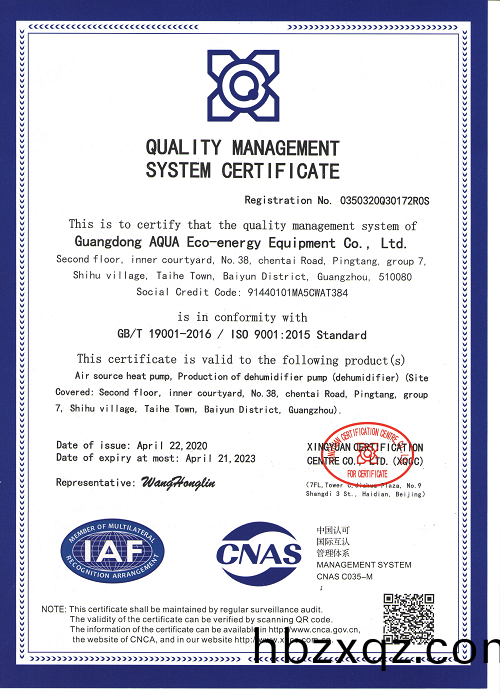 QUALITY MANAGEMENT
SYSTEM CERTIFICATE
Registration No. 0350320Q30172R0S
This is to certify that the quality management system of
Guangdong AQUA Eco-energy Equipment Co., Ltd.
Second floor, inner courtyard, No.38, chentai Road, Pingtang, group 7,
Shihu village, Taihe Town, Baiyun District, Guangzhou, 510080
Social Credit Code: 91440101MA5CWAT384
is in conformity with
GB/T 19001-2016 / ISO 9001:2015 Standard
This certificate is valid to the following product(s)
Air source heat pump, Production of dehumidifier pump (dehumidifier) (Site
Covered: Second floor, inner courtyard, No.38, chentai Road, Pingtang, group
7, Shihu village, Taihe Town, Baiyun District, Guangzhou).
Date of issue: April 22,2020
Date of expiry at most: April 21,2023
Representative: WangHonglin
XINGYUAN CERTIFICATION
CENTRE CO., LTD. (XQCC)
FOR CERTIFICATE
(7FL,Tower Plaza, No.9
Shangdi 3 St., Haidian, Beijing)
MEMBER OF MULTILATERAL
IAF
RECOGNITION ARRANGEMENT
CNAS
中国认可
国际互认
管理体系
MANAGEMENT SYSTEM
CNAS C035-M
NOTE: This certificate shall be maintained by regular surveillance audit.
The validity of the certificate can be verified by scanning QR code.
The information of the certificate can be available in http://www.cnca.gov.cn,
the website of CNCA, and in our website
hbzxqz.com